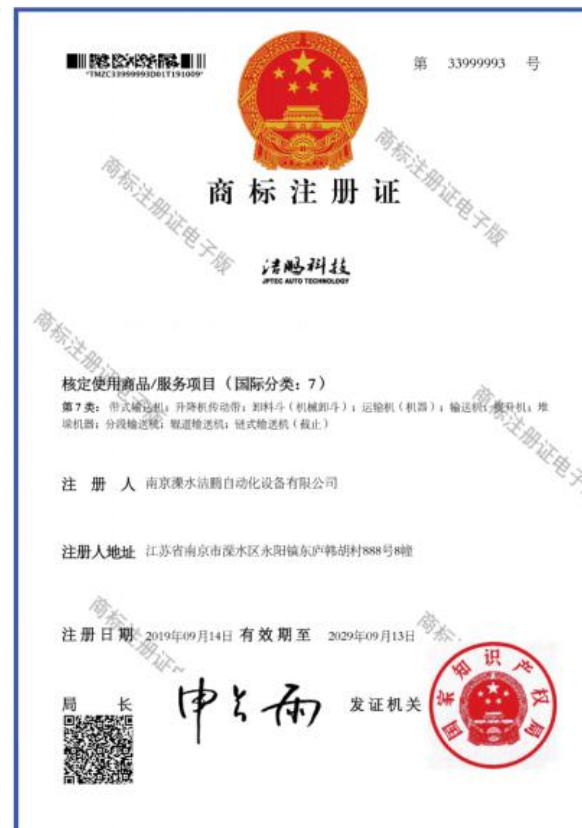 第 33999993 号
*TMZC33999993D01T191009*
商标注册证
洁鹏科技
JPTEC AUTO TECHNOLOGY
核定使用商品/服务项目（国际分类：7）
第7类：带式输送机；升降机传动带；卸料斗（机械卸斗）；运输机（机器）；输送机；提升机；堆
垛机器；分段输送机；辊道输送机；链式输送机（截止）
注 册 人 南京溧水洁鹏自动化设备有限公司
注册人地址 江苏省南京市溧水区永阳镇东庐韩胡村888号8幢
注册日期 2019年09月14日 有效期至 2029年09月13日
局 长 申长雨 发证机关
国家知识产权局
商标注册证电子版
商标注册证电子版
商标注册证电子版
商标注册证电子版
商标注册证
商标